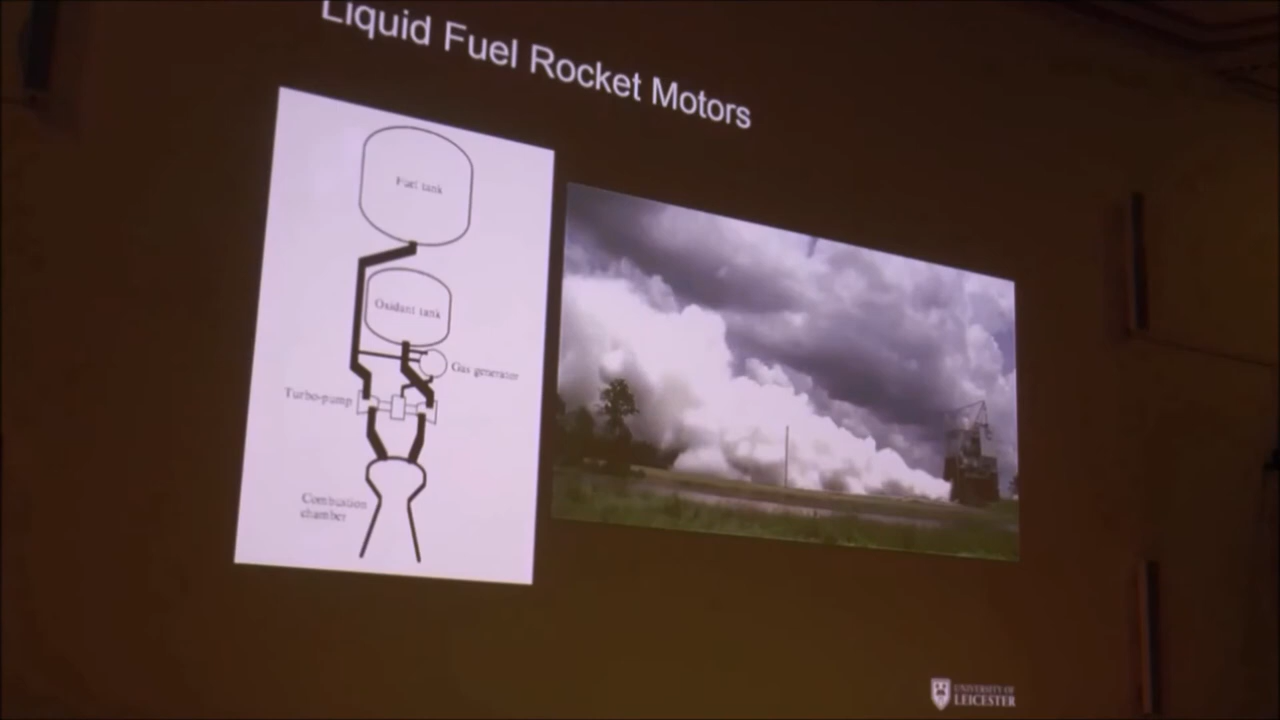 Liquid Fuel Rocket Motors
Fuel tank
Oxidant tank
Gas generator
Turbo-pump
Combustion
chamber
UNIVERSITY OF
LEICESTER